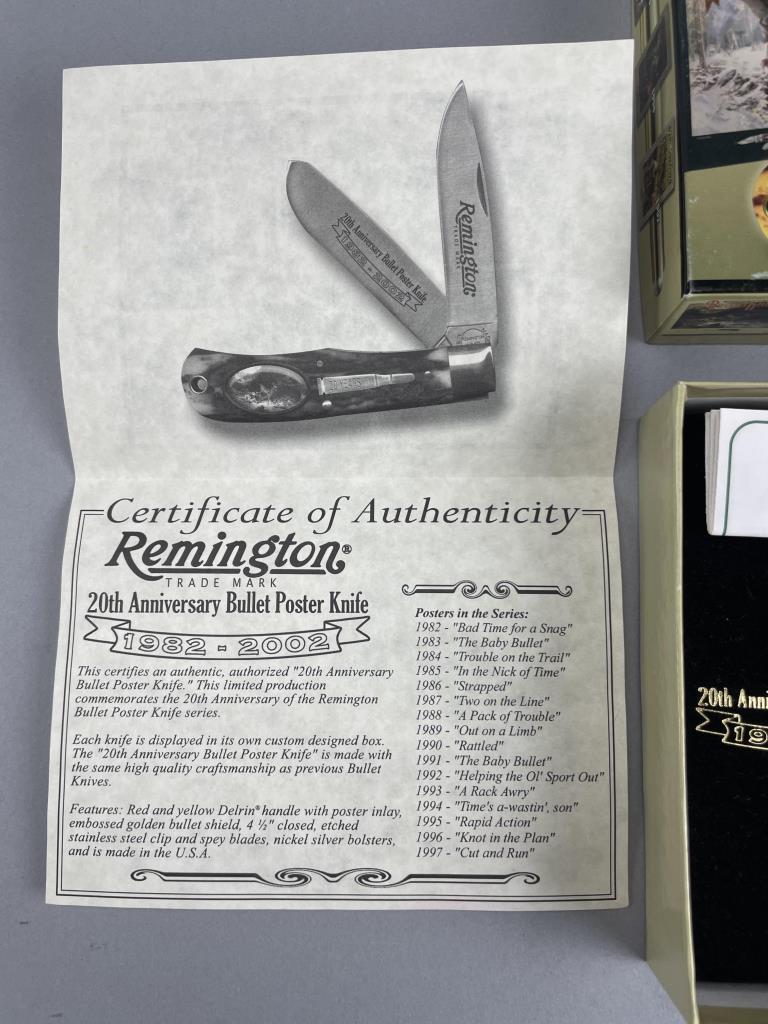 Remington
TRADE MARK
20th Anniversary Bullet Poster Knife
1982 - 2002
20 YEARS
Certificate of Authenticity
Remington®
TRADE MARK
20th Anniversary Bullet Poster Knife
1982 - 2002
This certifies an authentic, authorized "20th Anniversary
Bullet Poster Knife." This limited production
commemorates the 20th Anniversary of the Remington
Bullet Poster Knife series.
Each knife is displayed in its own custom designed box.
The "20th Anniversary Bullet Poster Knife" is made with
the same high quality craftsmanship as previous Bullet
Knives.
Features: Red and yellow Delrin® handle with poster inlay,
embossed golden bullet shield, 4 ½" closed, etched
stainless steel clip and spey blades, nickel silver bolsters,
and is made in the U.S.A.
Posters in the Series:
1982 - "Bad Time for a Snag"
1983 - "The Baby Bullet"
1984 - "Trouble on the Trail"
1985 - "In the Nick of Time"
1986 - "Strapped"
1987 - "Two on the Line"
1988 - "A Pack of Trouble"
1989 - "Out on a Limb"
1990 - "Rattled"
1991 - "The Baby Bullet"
1992 - "Helping the Ol' Sport Out"
1993 - "A Rack Awry"
1994 - "Time's a-wastin', son"
1995 - "Rapid Action"
1996 - "Knot in the Plan"
1997 - "Cut and Run"
20th Anni
19